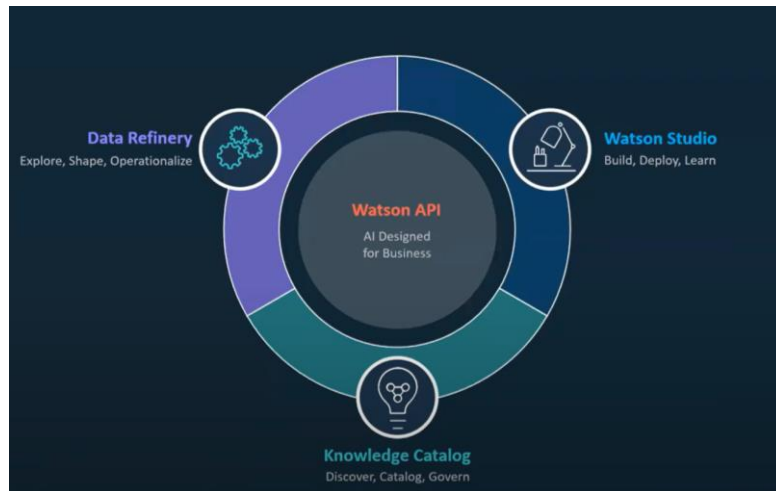 Data Refinery
Explore, Shape, Operationalize
Watson Studio
Build, Deploy, Learn
Watson API
AI Designed
for Business
Knowledge Catalog
Discover, Catalog, Govern